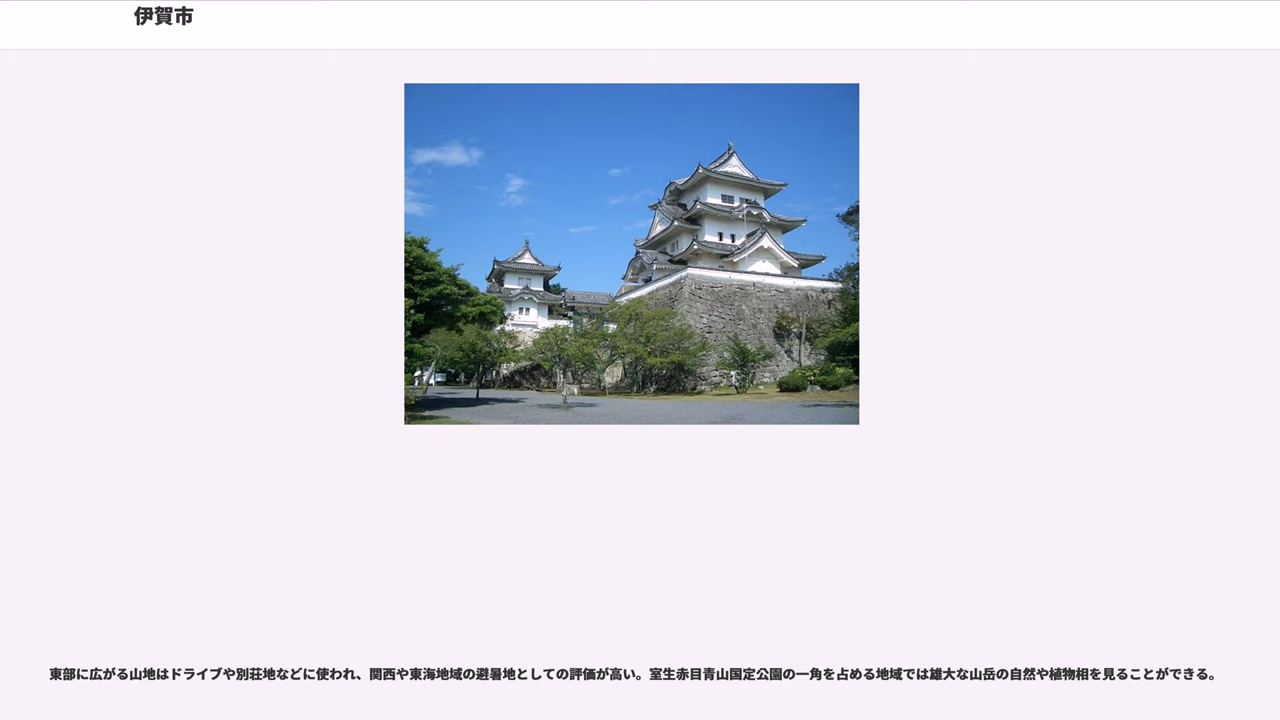 伊賀市
東部に広がる山地はドライブや別荘地などに使われ、関西や東海地域の避暑地としての評価が高い。室生赤目青山国定公園の一角を占める地域では雄大な山岳の自然や植物相を見ることができる。